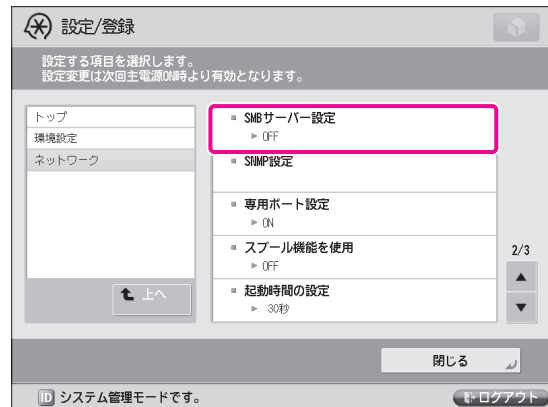 設定/登録
設定する項目を選択します。
設定変更は次回主電源ON時より有効となります。
トップ
環境設定
ネットワーク
上へ
SMBサーバー設定
OFF
SNMP設定
専用ポート設定
ON
スプール機能を使用
OFF
起動時間の設定
30秒
2/3
閉じる
ID システム管理モードです。
ログアウト